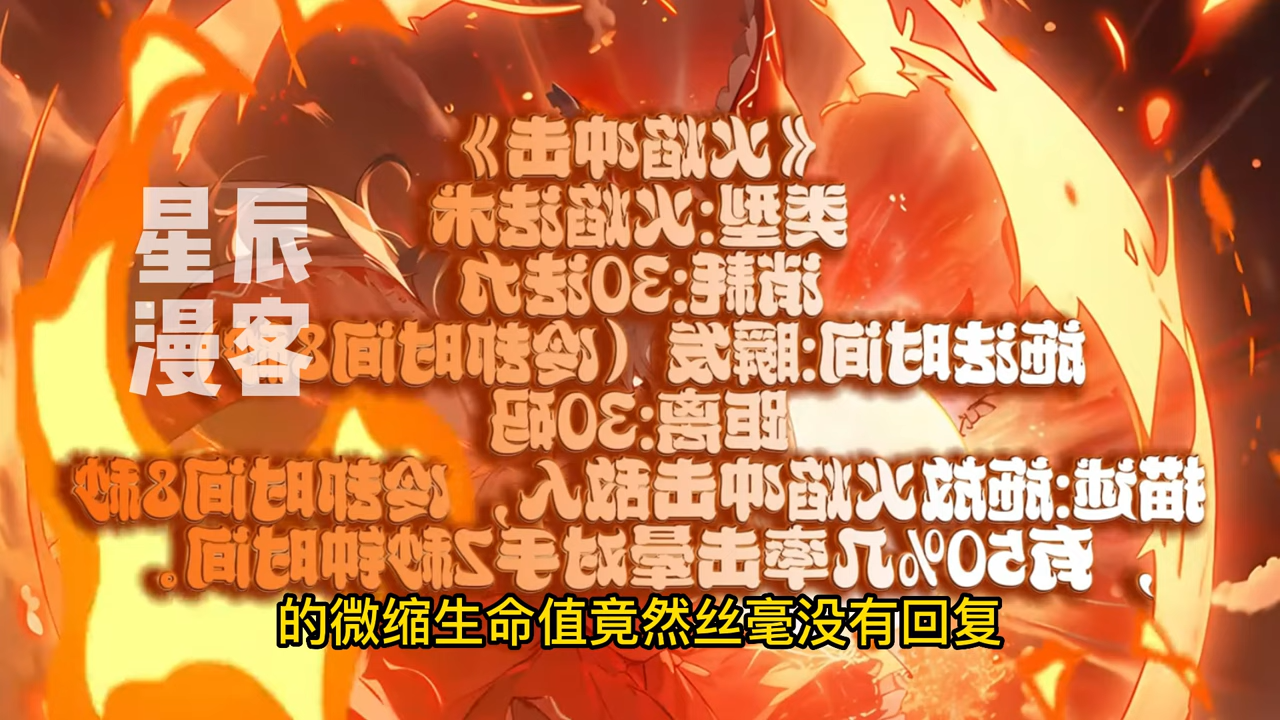 《火焰冲击》
类型:火焰法术
消耗:30法力
施法时间:瞬发（冷却时间8秒）
距离:30码
描述:施放火焰冲击敌人，冷却时间8秒
，有50%几率击晕对手2秒钟时间。
星辰
漫客
的微缩生命值竟然丝毫没有回复